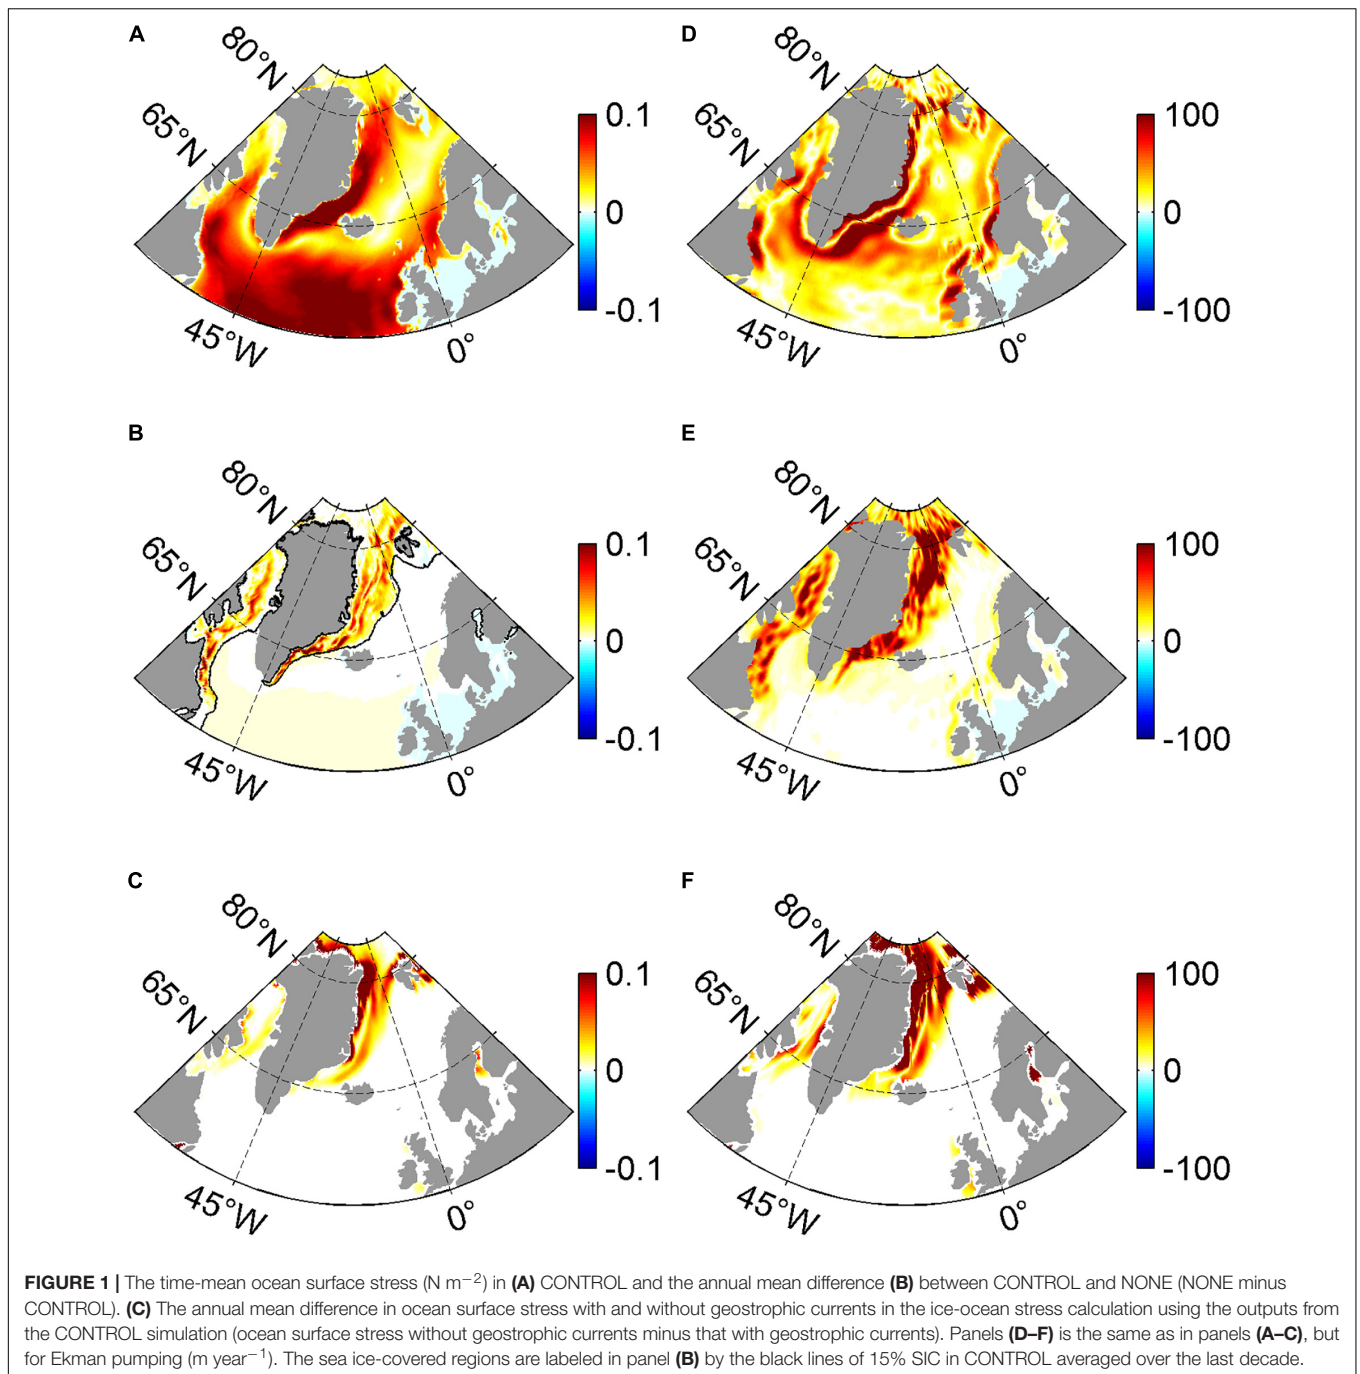 A
80°N
65°N
45°W
0°
0.1
0
-0.1
D
80°N
65°N
45°W
0°
100
0
-100
B
80°N
65°N
45°W
0°
0.1
0
-0.1
E
80°N
65°N
45°W
0°
100
0
-100
C
80°N
65°N
45°W
0°
0.1
0
-0.1
F
80°N
65°N
45°W
0°
100
0
-100
FIGURE 1 | The time-mean ocean surface stress (N m−2) in (A) CONTROL and the annual mean difference (B) between CONTROL and NONE (NONE minus
CONTROL). (C) The annual mean difference in ocean surface stress with and without geostrophic currents in the ice-ocean stress calculation using the outputs from
the CONTROL simulation (ocean surface stress without geostrophic currents minus that with geostrophic currents). Panels (D–F) is the same as in panels (A–C), but
for Ekman pumping (m year−1). The sea ice-covered regions are labeled in panel (B) by the black lines of 15% SIC in CONTROL averaged over the last decade.